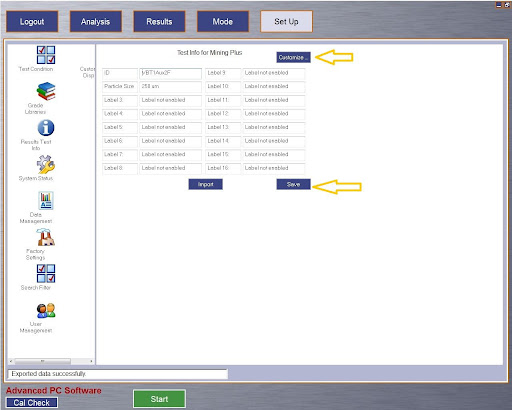 Logout Analysis Results Mode Set Up
Test Info for Mining Plus
Customize...
Test Condition
Custom
Disp
Grade
Libraries
Results Test
Info
System Status
Data
Management
Factory
Settings
Search Filter
User
Management
ID Label 9 Label not enabled
Particle Size 250 um Label 10 Label not enabled
Label 3 Label not enabled Label 11 Label not enabled
Label 4 Label not enabled Label 12 Label not enabled
Label 5 Label not enabled Label 13 Label not enabled
Label 6 Label not enabled Label 14 Label not enabled
Label 7 Label not enabled Label 15 Label not enabled
Label 8 Label not enabled Label 16 Label not enabled
Import Save
Exported data successfully.
Advanced PC Software
Cal Check
Start